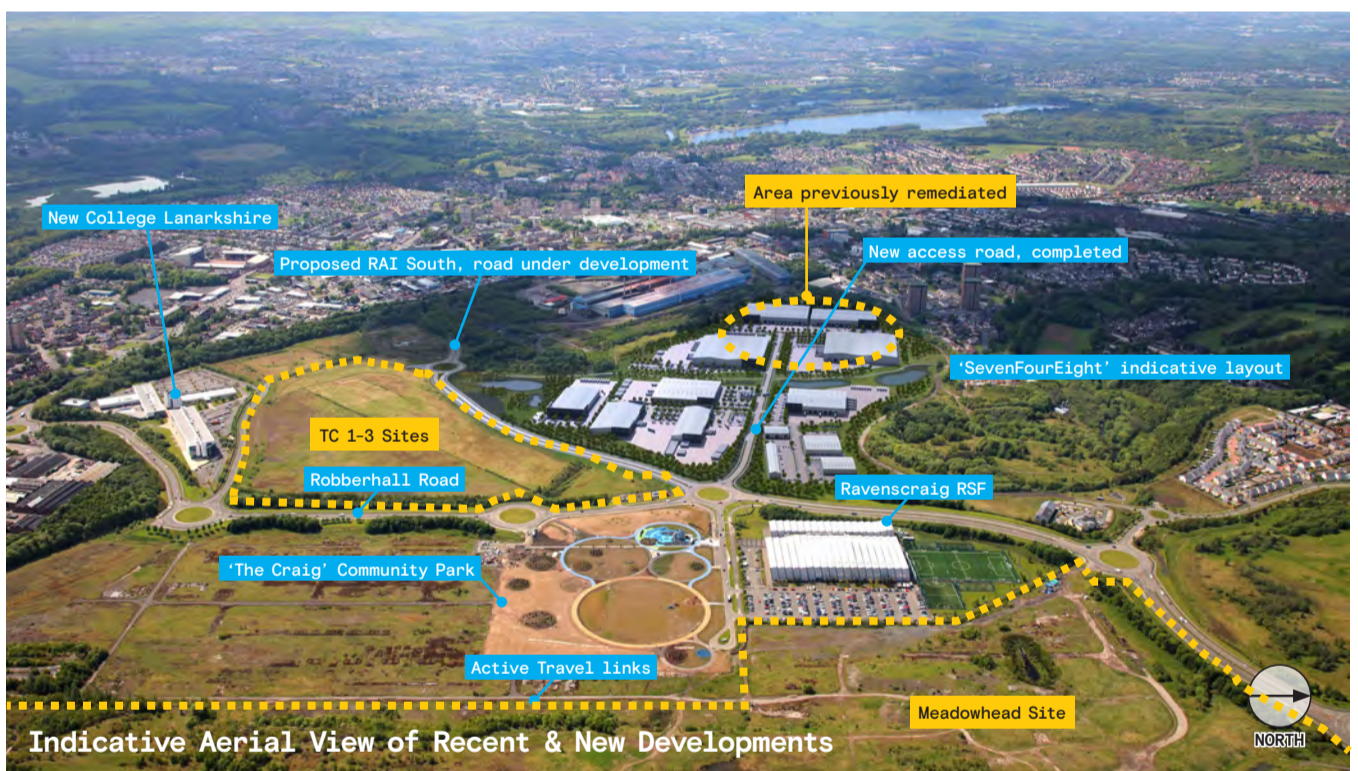 Area previously remediated
New College Lanarkshire
New access road, completed
Proposed RAI South, road under development
‘SevenFourEight’ indicative layout
TC 1-3 Sites
Robberhall Road
Ravenscraig RSF
‘The Craig’ Community Park
Active Travel links
Meadowhead Site
Indicative Aerial View of Recent & New Developments
NORTH